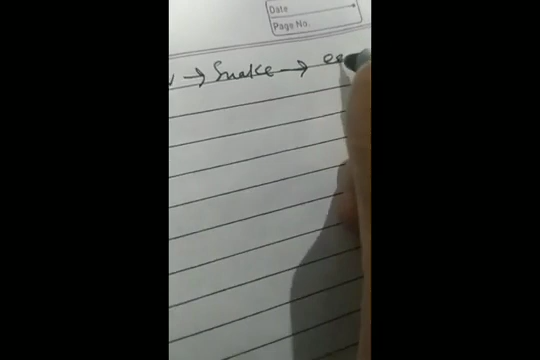 Date
Page No.
→ Snake →